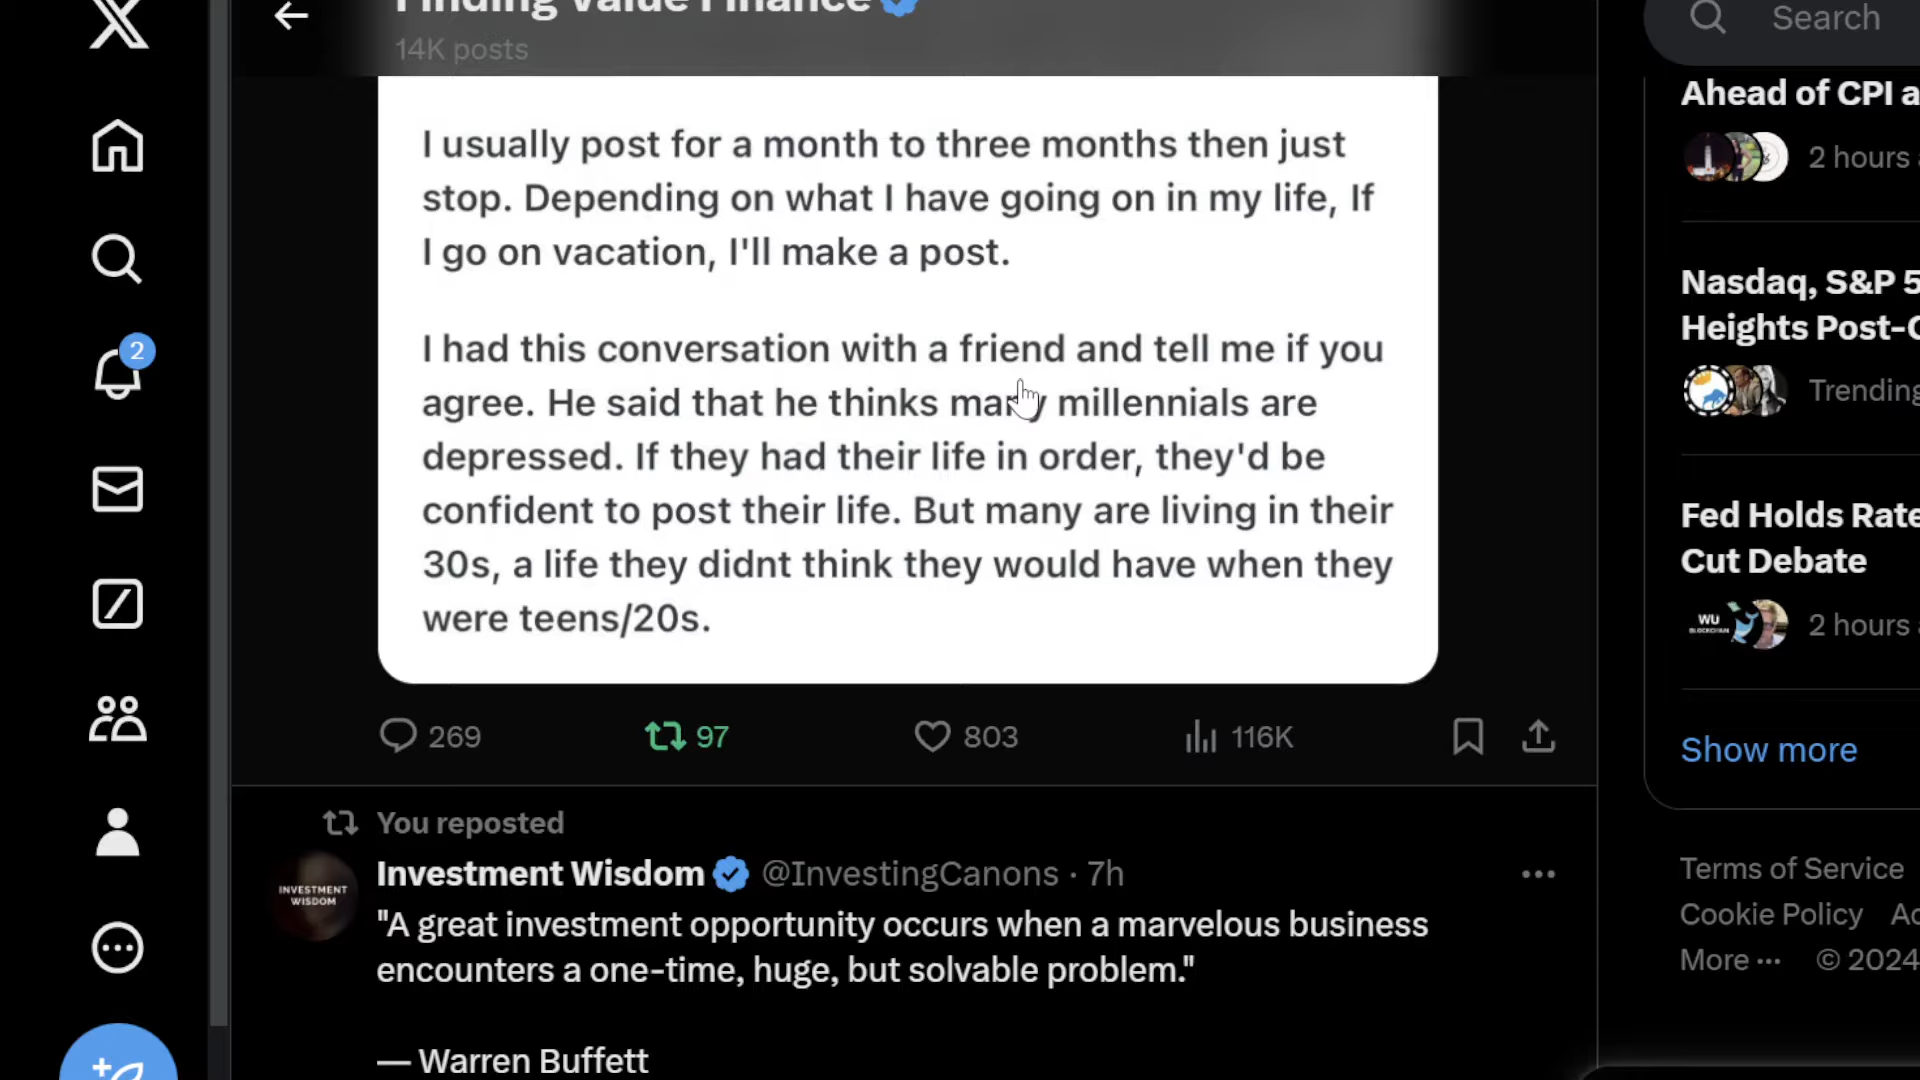 Finding Value Finance
14K posts
Search
I usually post for a month to three months then just
stop. Depending on what I have going on in my life, If
I go on vacation, I'll make a post.
I had this conversation with a friend and tell me if you
agree. He said that he thinks many millennials are
depressed. If they had their life in order, they'd be
confident to post their life. But many are living in their
30s, a life they didnt think they would have when they
were teens/20s.
269
97
803
116K
You reposted
INVESTMENT
WISDOM
Investment Wisdom @InvestingCanons · 7h
"A great investment opportunity occurs when a marvelous business
encounters a one-time, huge, but solvable problem."
— Warren Buffett
2
Ahead of CPI a
2 hours
Nasdaq, S&P 5
Heights Post-
Trending
Fed Holds Rate
Cut Debate
WU
BLOCKCHAIN
2 hours
Show more
Terms of Service
Cookie Policy
More ··· © 2024